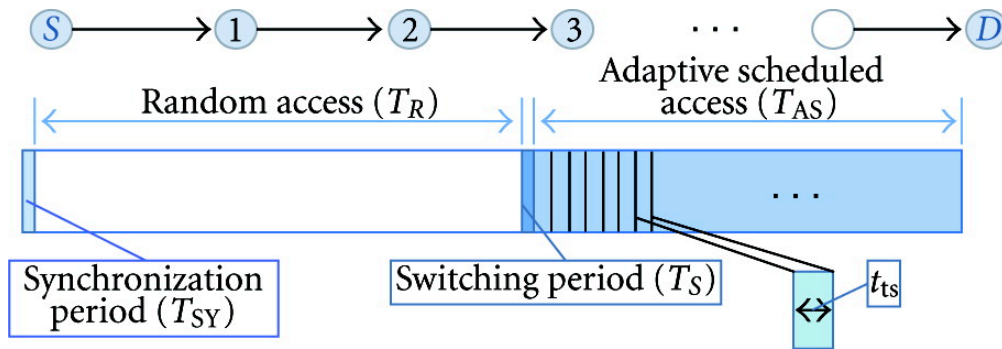 S 1 2 3 ... D
Adaptive scheduled
Random access (T_R) access (T_AS)
...
Synchronization
period (T_SY)
Switching period (T_S)
t_ts